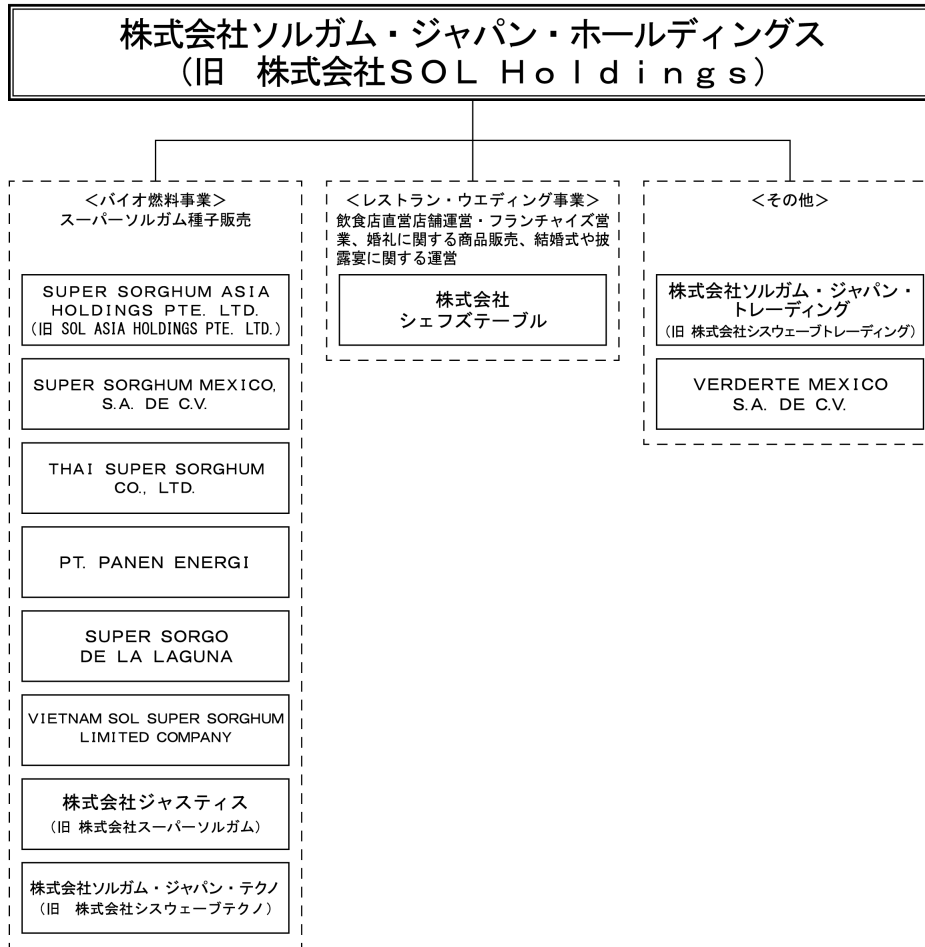 株式会社ソルガム・ジャパン・ホールディングス
（旧　株式会社ＳＯＬ　Ｈｏｌｄｉｎｇｓ）
＜バイオ燃料事業＞
スーパーソルガム種子販売
SUPER SORGHUM ASIA
HOLDINGS PTE. LTD.
（旧 SOL ASIA HOLDINGS PTE. LTD.）
SUPER SORGHUM MEXICO,
S.A. DE C.V.
THAI SUPER SORGHUM
CO., LTD.
PT. PANEN ENERGI
SUPER SORGO
DE LA LAGUNA
VIETNAM SOL SUPER SORGHUM
LIMITED COMPANY
株式会社ジャスティス
（旧 株式会社スーパーソルガム）
株式会社ソルガム・ジャパン・テクノ
（旧　株式会社シスウェーブテクノ）
＜レストラン・ウエディング事業＞
飲食店直営店舗運営・フランチャイズ営
業、婚礼に関する商品販売、結婚式や披
露宴に関する運営
株式会社
シェフズテーブル
＜その他＞
株式会社ソルガム・ジャパン・
トレーディング
（旧 株式会社シスウェーブトレーディング）
VERDERTE MEXICO
S.A. DE C.V.